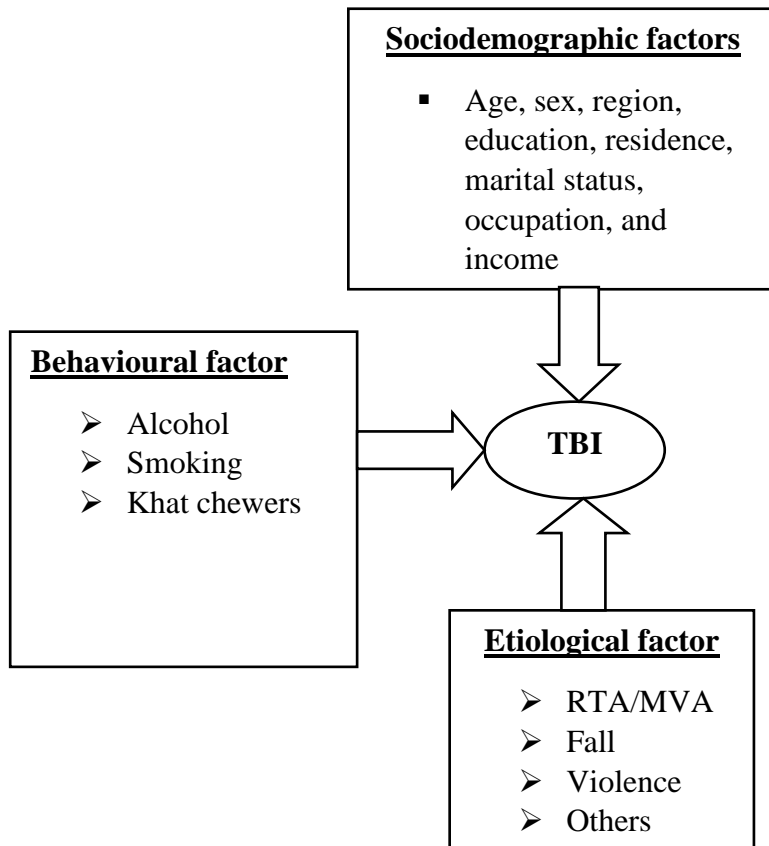 Sociodemographic factors
▪ Age, sex, region,
education, residence,
marital status,
occupation, and
income
Behavioural factor
➢ Alcohol
➢ Smoking
➢ Khat chewers
TBI
Etiological factor
➢ RTA/MVA
➢ Fall
➢ Violence
➢ Others